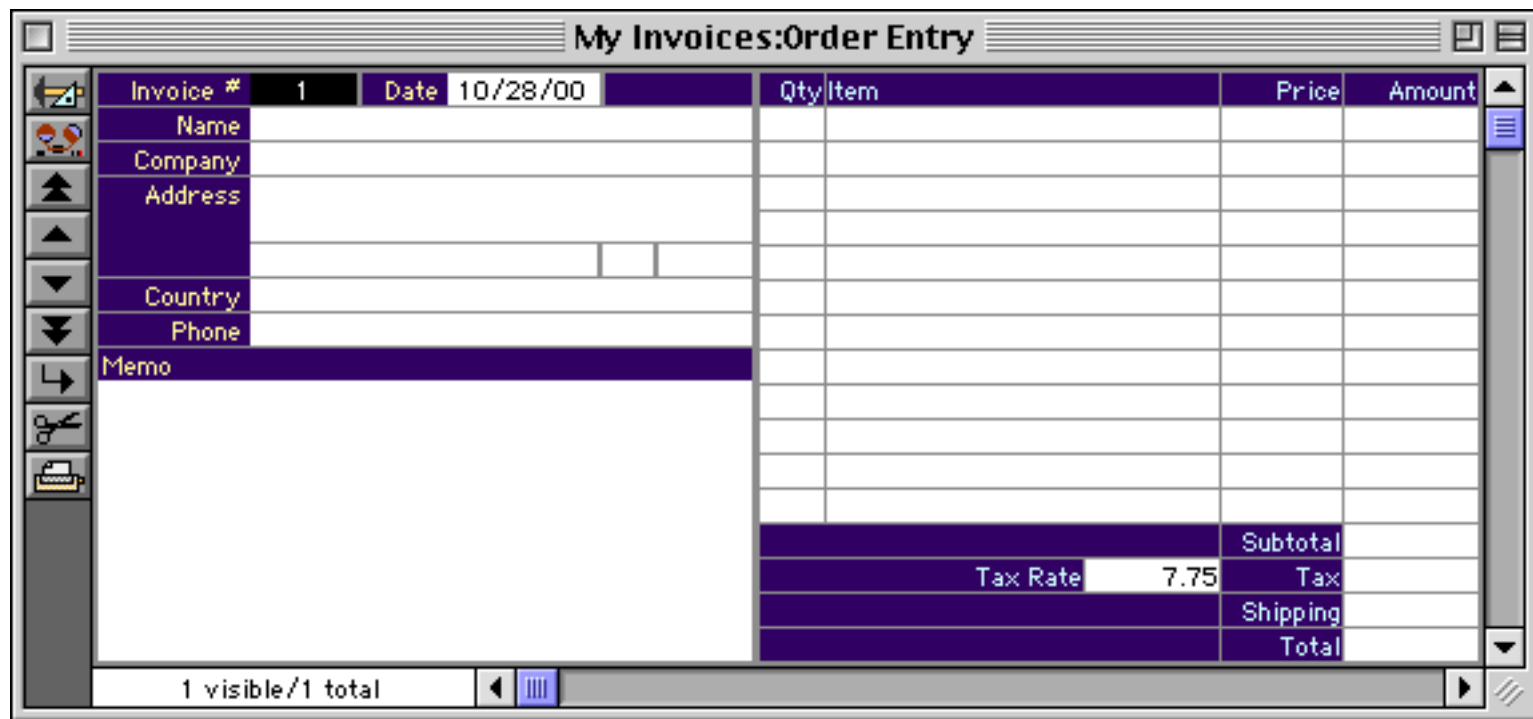 My Invoices:Order Entry
Invoice # 1 Date 10/28/00
Name
Company
Address
Country
Phone
Memo
Qty Item Price Amount
Subtotal
Tax Rate 7.75 Tax
Shipping
Total
1 visible/1 total